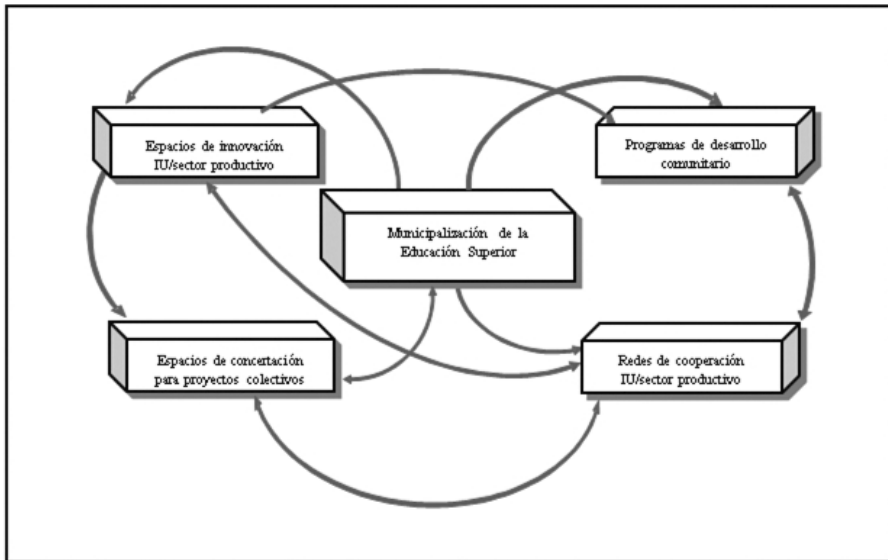 Espacios de innovación
IU/sector productivo
Programas de desarrollo
comunitario
Municipalización de la
Educación Superior
Espacios de concertación
para proyectos colectivos
Redes de cooperación
IU/sector productivo